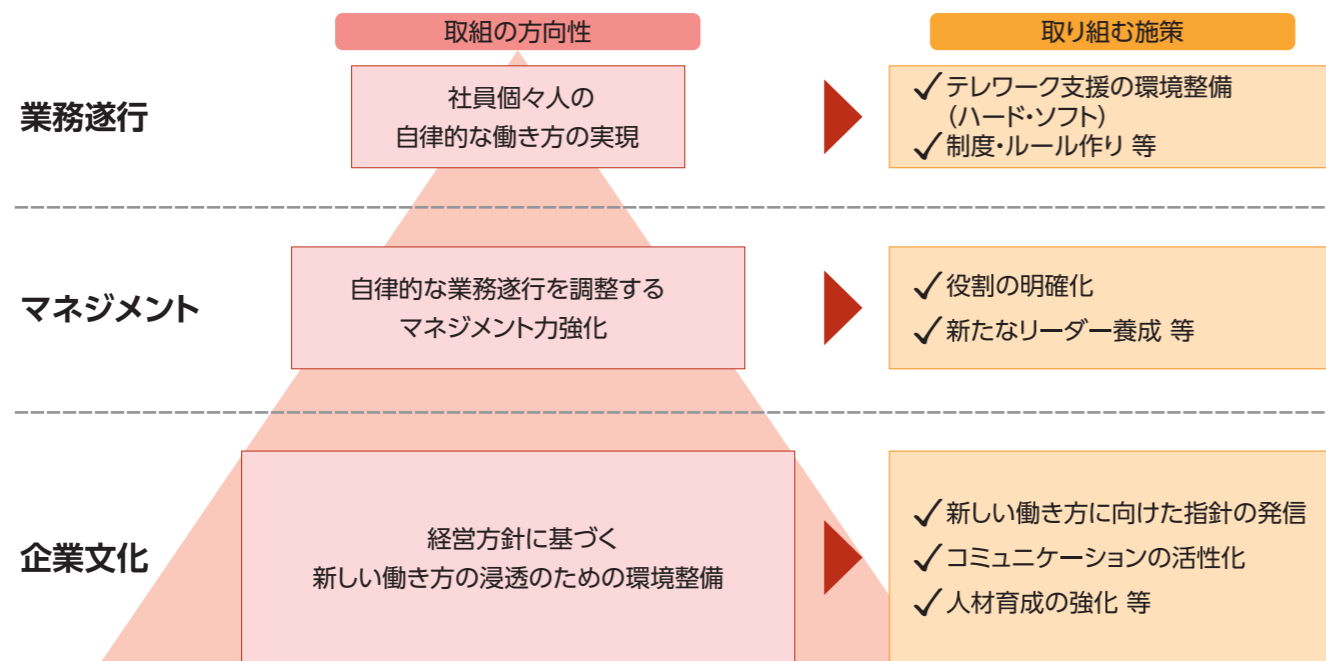 取組の方向性
取り組む施策
業務遂行
社員個々人の
自律的な働き方の実現
✓テレワーク支援の環境整備
(ハード・ソフト)
✓制度・ルール作り 等
マネジメント
自律的な業務遂行を調整する
マネジメント力強化
✓役割の明確化
✓新たなリーダー養成 等
企業文化
経営方針に基づく
新しい働き方の浸透のための環境整備
✓新しい働き方に向けた指針の発信
✓コミュニケーションの活性化
✓人材育成の強化 等